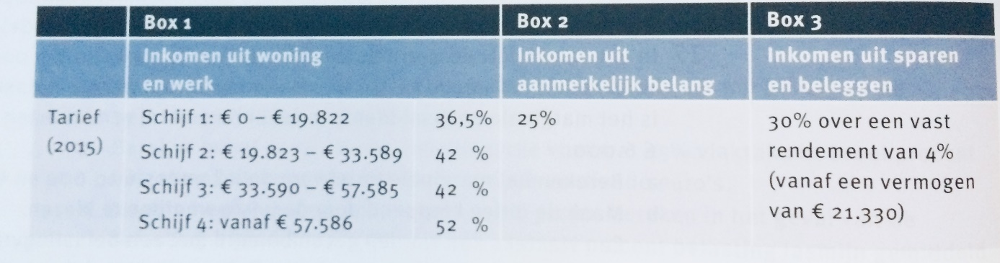 Box 1 Box 2 Box 3
Inkomen uit woning Inkomen uit Inkomen uit sparen
en werk aanmerkelijk belang en beleggen
Tarief Schijf 1: € 0 – € 19.822 36,5% 25% 30% over een vast
(2015) Schijf 2: € 19.823 – € 33.589 42 % rendement van 4%
Schijf 3: € 33.590 – € 57.585 42 % (vanaf een vermogen
Schijf 4: vanaf € 57.586 52 % van € 21.330)